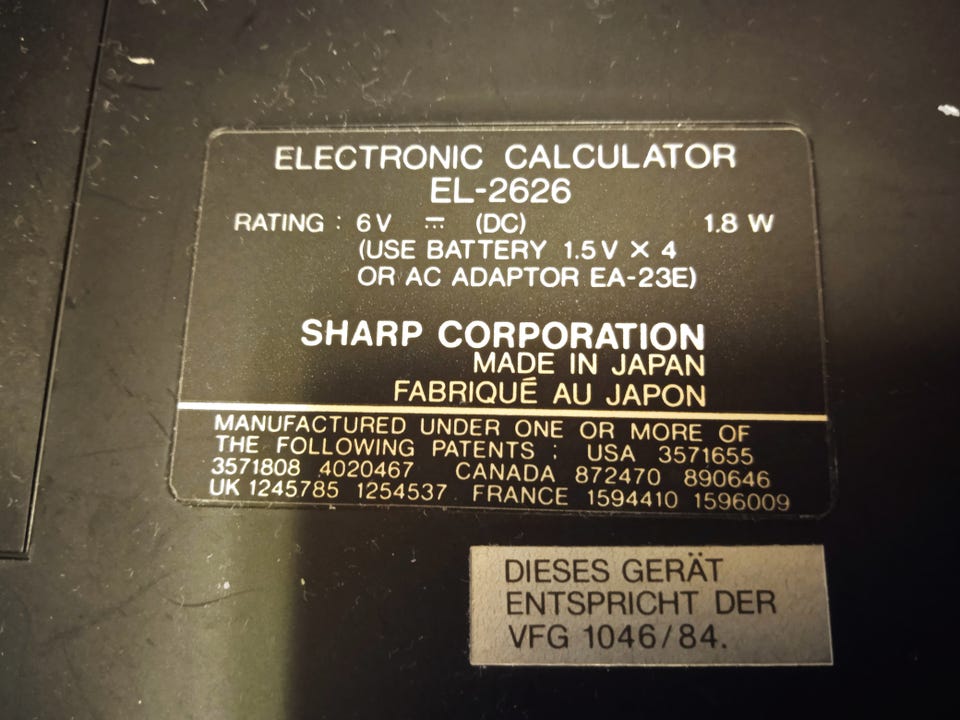 ELECTRONIC CALCULATOR
EL-2626
RATING : 6V ⎓ (DC) 1.8 W
(USE BATTERY 1.5V X 4
OR AC ADAPTOR EA-23E)
SHARP CORPORATION
MADE IN JAPAN
FABRIQUÉ AU JAPON
MANUFACTURED UNDER ONE OR MORE OF
THE FOLLOWING PATENTS : USA 3571655
3571808 4020467 CANADA 872470 890646
UK 1245785 1254537 FRANCE 1594410 1596009
DIESES GERÄT
ENTSPRICHT DER
VFG 1046/84.